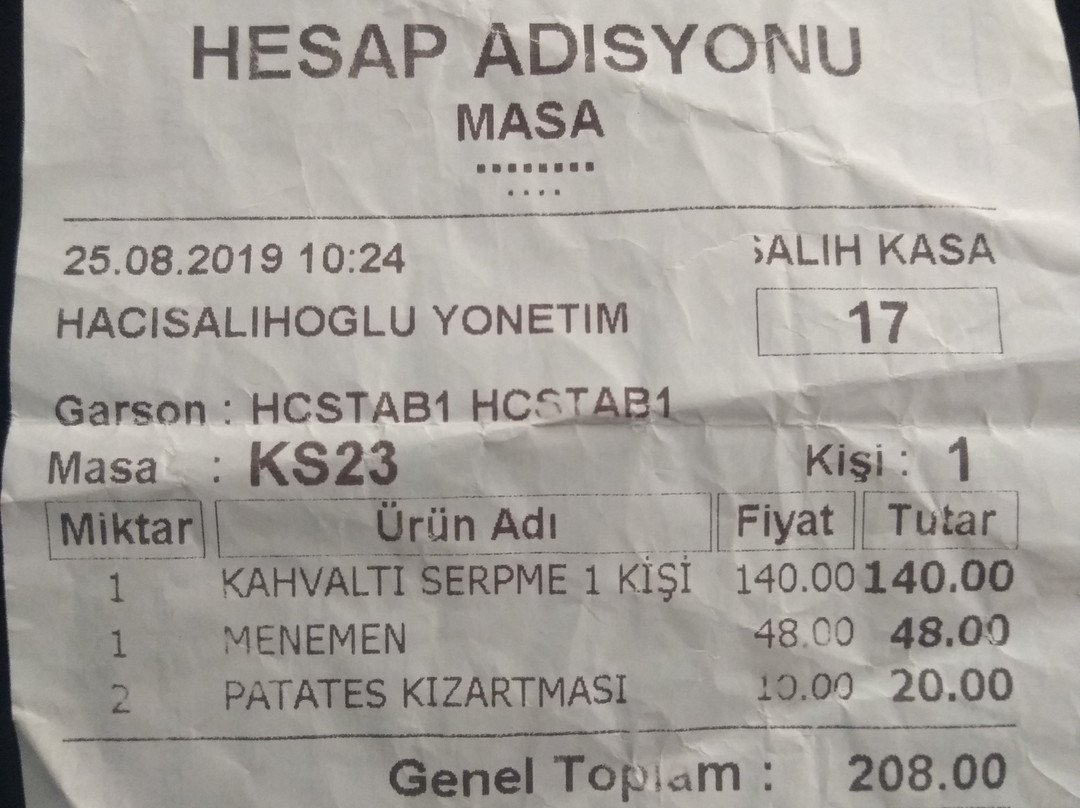 HESAP ADISYONU
MASA
25.08.2019 10:24 SALIH KASA
HACISALIHOGLU YONETIM 17
Garson : HCSTAB1 HCSTAB1
Masa : KS23 Kişi : 1
Miktar Ürün Adı Fiyat Tutar
1 KAHVALTI SERPME 1 KİŞİ 140.00 140.00
1 MENEMEN 48.00 48.00
2 PATATES KIZARTMASI 10.00 20.00
Genel Toplam : 208.00